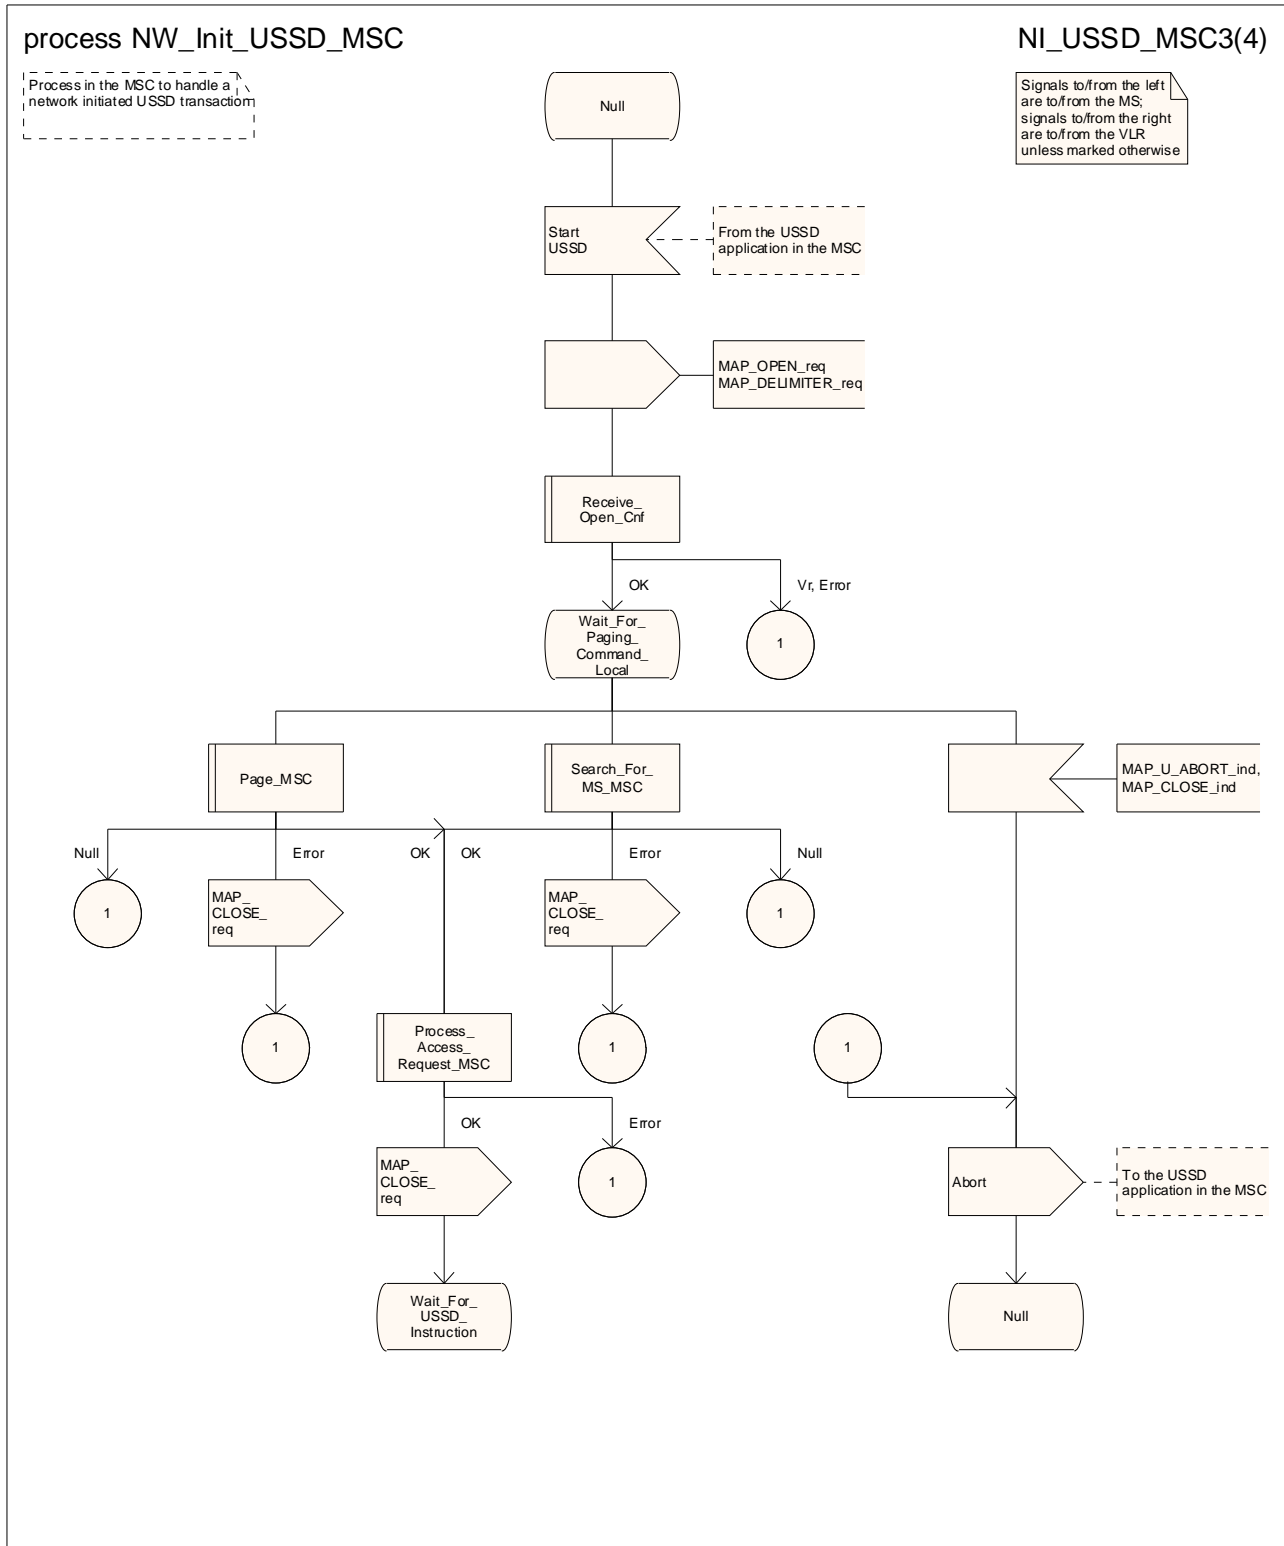 process NW_Init_USSD_MSC
NI_USSD_MSC3(4)
Process in the MSC to handle a
network initiated USSD transaction
Signals to/from the left
are to/from the MS;
signals to/from the right
are to/from the VLR
unless marked otherwise
Null
Start
USSD
From the USSD
application in the MSC
MAP_OPEN_req
MAP_DELIMITER_req
Receive_
Open_Cnf
OK
Vr, Error
Wait_For_
Paging_
Command_
Local
1
Page_MSC
Search_For_
MS_MSC
MAP_U_ABORT_ind,
MAP_CLOSE_ind
Null
Error
OK
OK
Error
Null
1
MAP_
CLOSE_
req
MAP_
CLOSE_
req
1
1
Process_
Access_
Request_MSC
1
1
OK
Error
MAP_
CLOSE_
req
1
Abort
To the USSD
application in the MSC
Wait_For_
USSD_
Instruction
Null